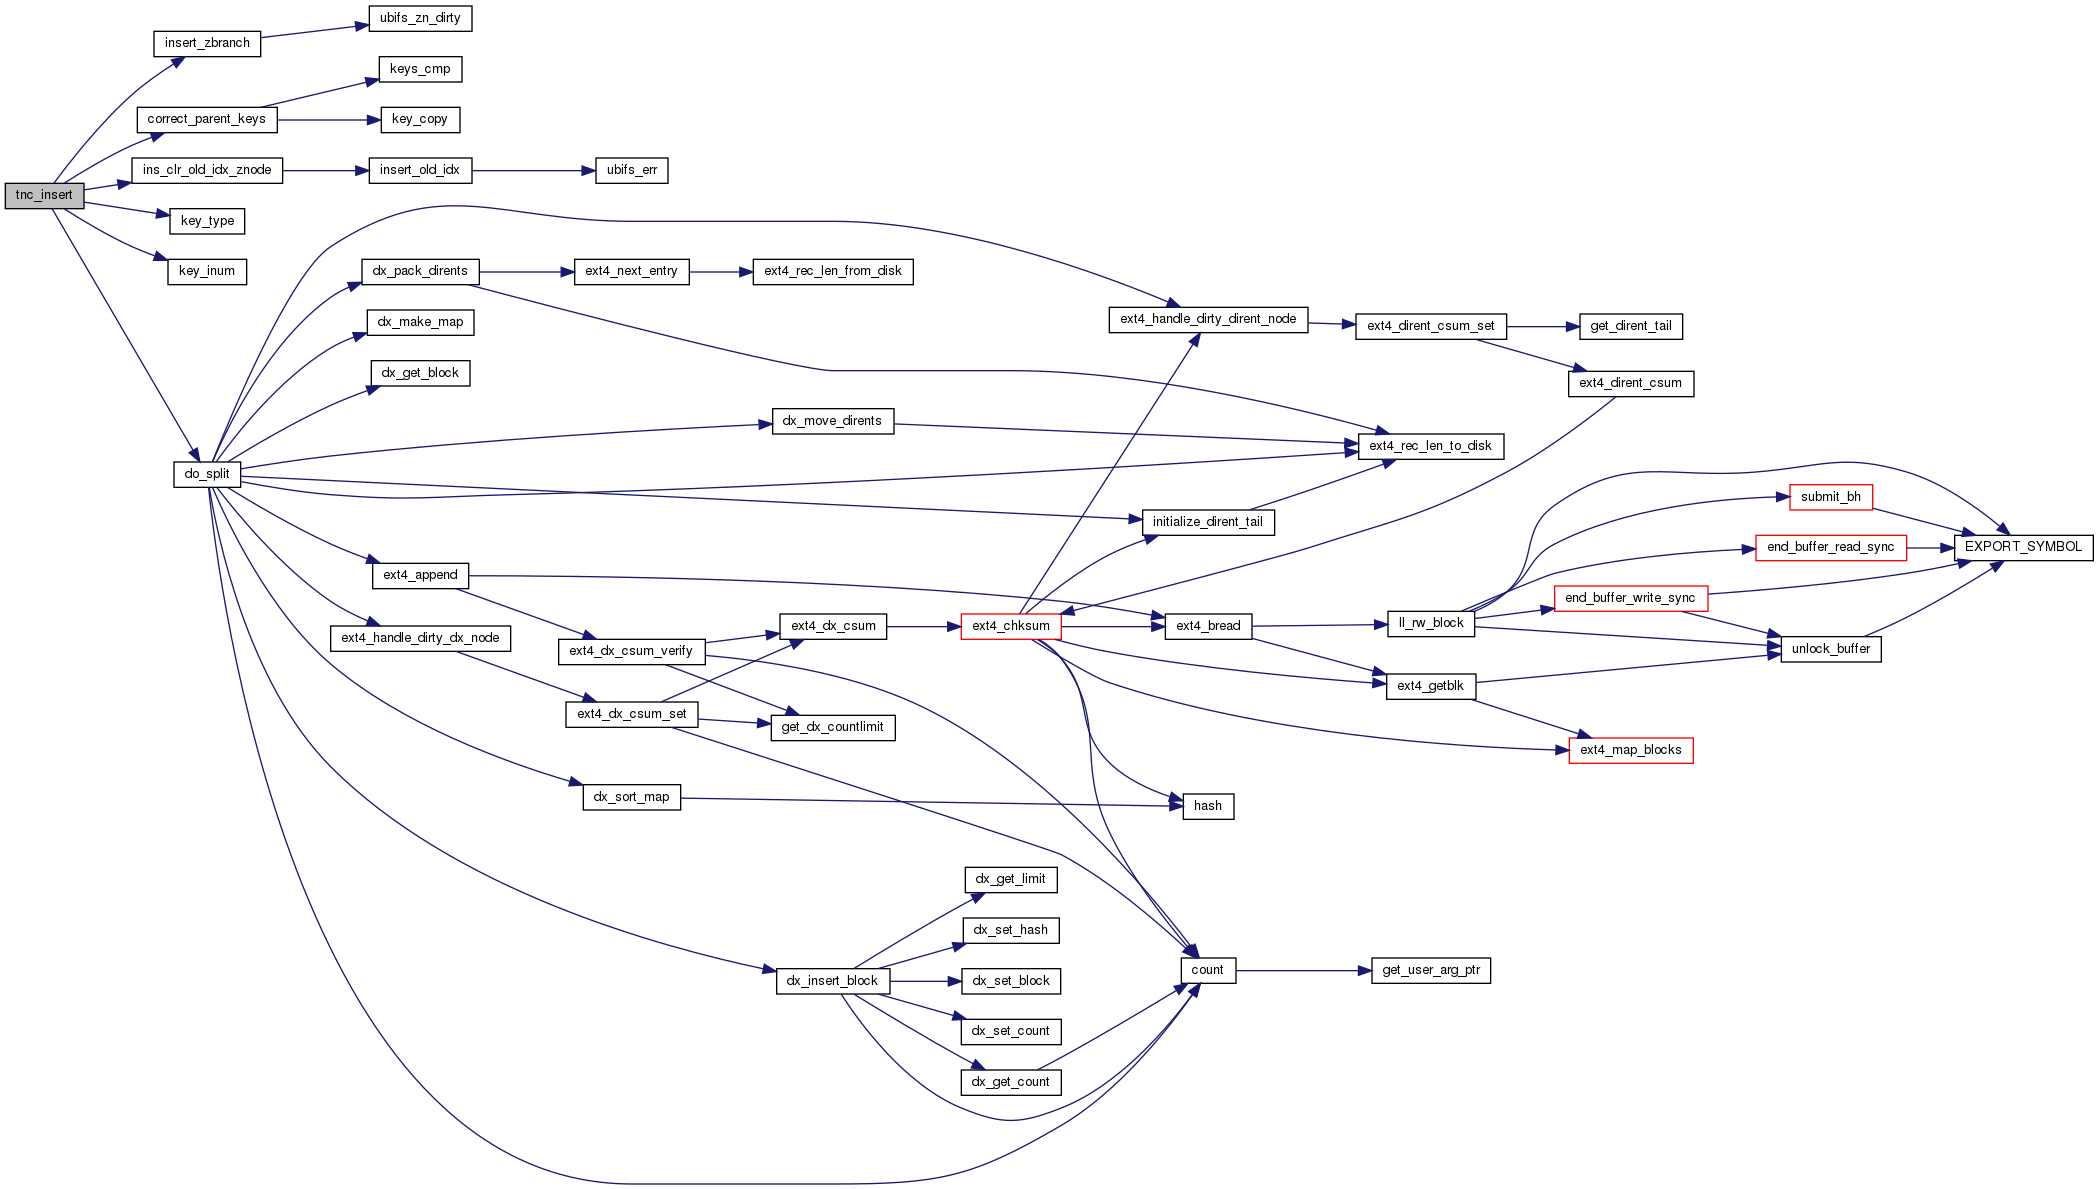 tnc_insert
insert_zbranch
ubifs_zn_dirty
correct_parent_keys
keys_cmp
key_copy
ins_clr_old_idx_znode
insert_old_idx
ubifs_err
key_type
key_inum
do_split
dx_pack_dirents
ext4_next_entry
ext4_rec_len_from_disk
dx_make_map
dx_get_block
ext4_handle_dirty_dirent_node
ext4_dirent_csum_set
get_dirent_tail
ext4_dirent_csum
dx_move_dirents
ext4_rec_len_to_disk
initialize_dirent_tail
ext4_append
ext4_handle_dirty_dx_node
ext4_dx_csum_verify
ext4_dx_csum
ext4_chksum
ext4_bread
ll_rw_block
submit_bh
end_buffer_read_sync
end_buffer_write_sync
EXPORT_SYMBOL
unlock_buffer
ext4_getblk
ext4_map_blocks
ext4_dx_csum_set
get_dx_countlimit
dx_sort_map
hash
dx_get_limit
dx_set_hash
dx_insert_block
dx_set_block
dx_set_count
dx_get_count
count
get_user_arg_ptr